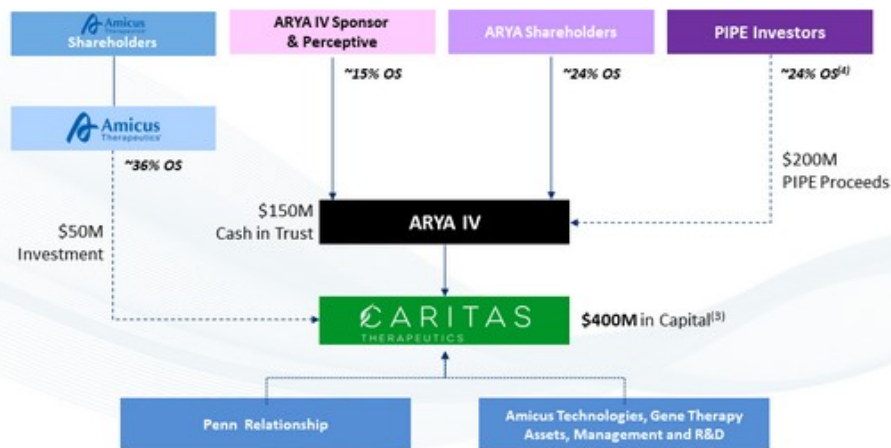 Amicus
Therapeutics
Shareholders
ARYA IV Sponsor
& Perceptive
ARYA Shareholders
PIPE Investors
~15% OS
~24% OS
~24% OS(4)
Amicus
Therapeutics
~36% OS
$200M
PIPE Proceeds
$150M
Cash in Trust
ARYA IV
$50M
Investment
CARITAS
THERAPEUTICS
$400M in Capital(3)
Penn Relationship
Amicus Technologies, Gene Therapy
Assets, Management and R&D